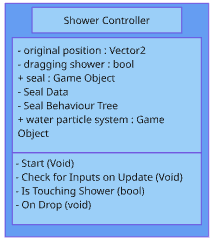 Shower Controller
- original position : Vector2
- dragging shower : bool
+ seal : Game Object
- Seal Data
- Seal Behaviour Tree
+ water particle system : Game
Object
- Start (Void)
- Check for Inputs on Update (Void)
- Is Touching Shower (bool)
- On Drop (void)